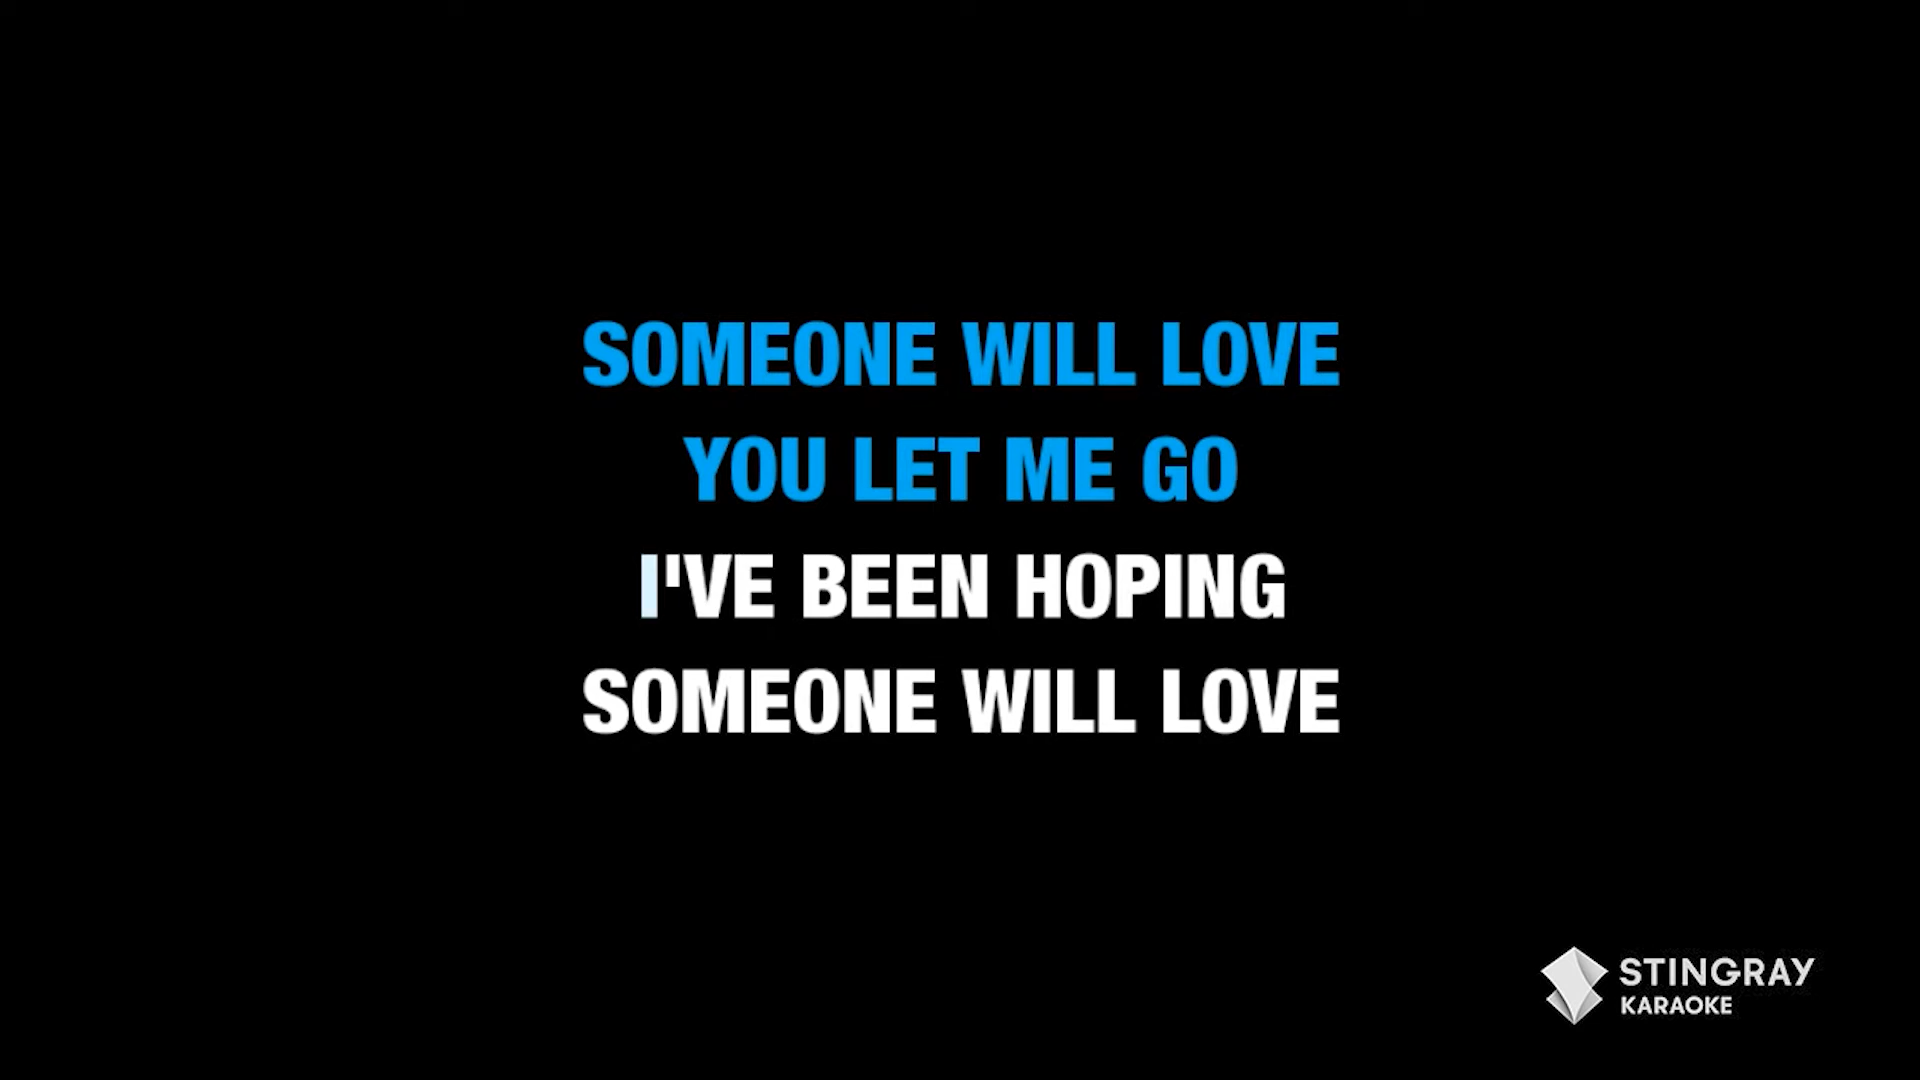 SOMEONE WILL LOVE
YOU LET ME GO
I'VE BEEN HOPING
SOMEONE WILL LOVE
STINGRAY
KARAOKE